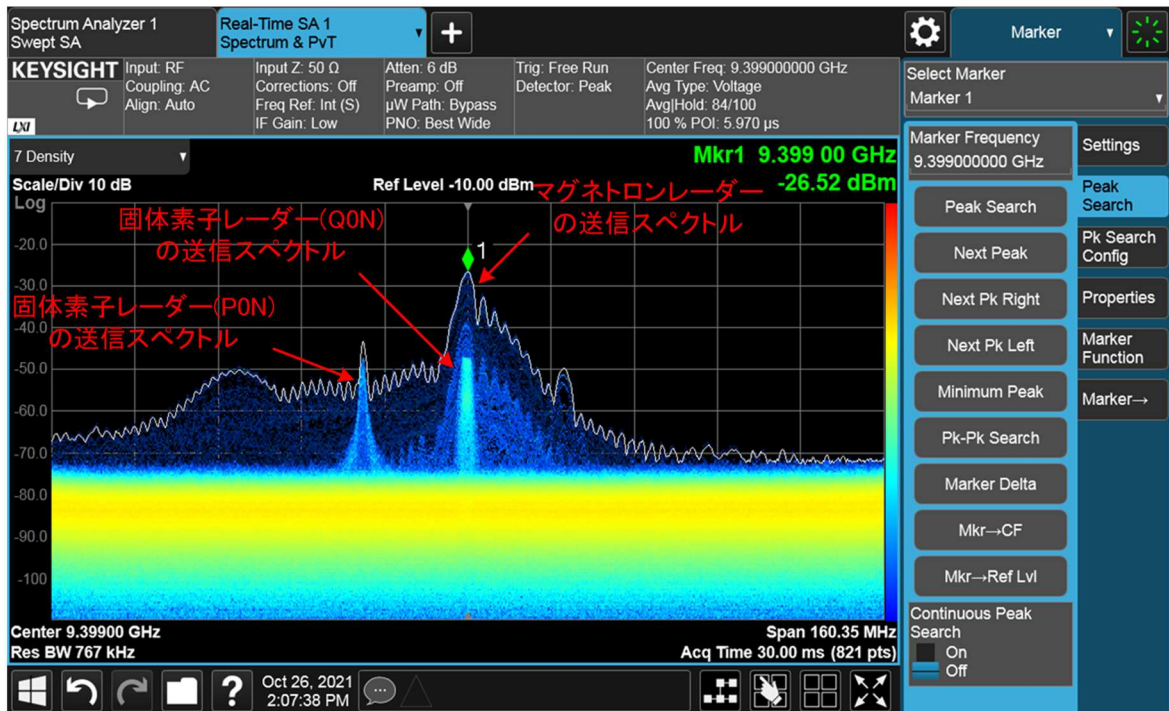 Spectrum Analyzer 1
Swept SA
Real-Time SA 1
Spectrum & PvT
+
Marker
KEYSIGHT
LXI
Input: RF
Coupling: AC
Align: Auto
Input Z: 50 Ω
Corrections: Off
Freq Ref: Int (S)
IF Gain: Low
Atten: 6 dB
Preamp: Off
µW Path: Bypass
PNO: Best Wide
Trig: Free Run
Detector: Peak
Center Freq: 9.399000000 GHz
Avg Type: Voltage
Avg|Hold: 84/100
100 % POI: 5.970 µs
Select Marker
Marker 1
7 Density
Mkr1 9.399 00 GHz
-26.52 dBm
Scale/Div 10 dB
Ref Level -10.00 dBm
Log
-20.0
-30.0
-40.0
-50.0
-60.0
-70.0
-80.0
-90.0
-100
マグネトロンレーダー
の送信スペクトル
固体素子レーダー(Q0N)
の送信スペクトル
固体素子レーダー(P0N)
の送信スペクトル
1
Center 9.39900 GHz
Res BW 767 kHz
Span 160.35 MHz
Acq Time 30.00 ms (821 pts)
Marker Frequency
9.399000000 GHz
Peak Search
Next Peak
Next Pk Right
Next Pk Left
Minimum Peak
Pk-Pk Search
Marker Delta
Mkr→CF
Mkr→Ref Lvl
Continuous Peak
Search
On
Off
Settings
Peak
Search
Pk Search
Config
Properties
Marker
Function
Marker→
?
Oct 26, 2021
2:07:38 PM